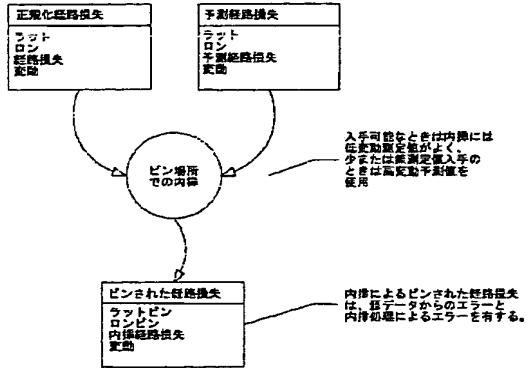 正規化経路損失
ラット
ロン
経路損失
変動
予測経路損失
ラット
ロン
予測経路損失
変動
ビン場所
での内挿
入手可能なときは内挿には
低変動測定値がよく、
少または無測定値入手の
ときは高変動予測値を
使用
ビンされた経路損失
ラットビン
ロンビン
内挿経路損失
変動
内挿によるビンされた経路損失
は、仮データからのエラーと
内挿処理によるエラーを有する。